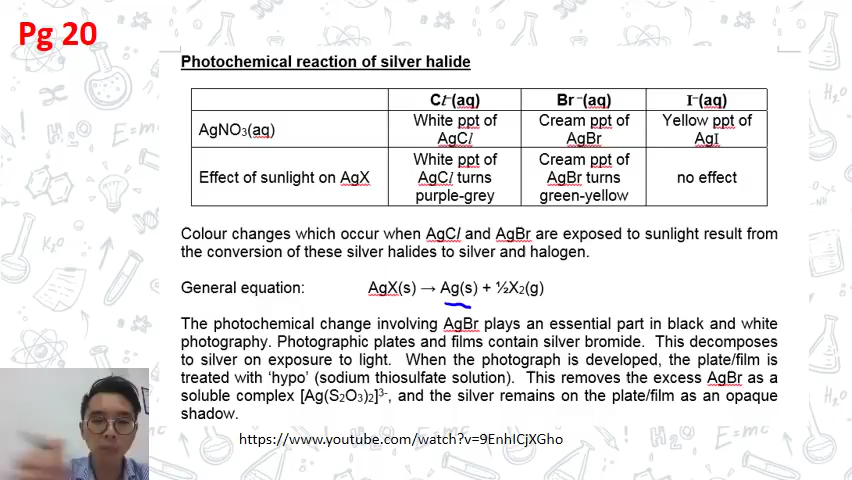 Pg 20
Photochemical reaction of silver halide
Cl⁻(aq) Br⁻(aq) I⁻(aq)
AgNO₃(aq) White ppt of AgCl Cream ppt of AgBr Yellow ppt of AgI
Effect of sunlight on AgX White ppt of AgCl turns purple-grey Cream ppt of AgBr turns green-yellow no effect
Colour changes which occur when AgCl and AgBr are exposed to sunlight result from
the conversion of these silver halides to silver and halogen.
General equation: AgX(s) → Ag(s) + ½X₂(g)
The photochemical change involving AgBr plays an essential part in black and white
photography. Photographic plates and films contain silver bromide. This decomposes
to silver on exposure to light. When the photograph is developed, the plate/film is
treated with ‘hypo’ (sodium thiosulfate solution). This removes the excess AgBr as a
soluble complex [Ag(S₂O₃)₂]³⁻, and the silver remains on the plate/film as an opaque
shadow.
https://www.youtube.com/watch?v=9EnhICjXGho